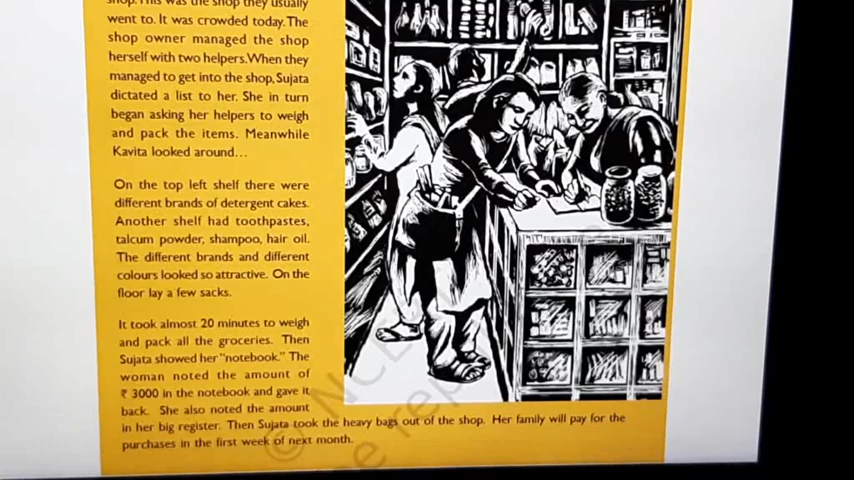 shop. This was the shop they usually
went to. It was crowded today. The
shop owner managed the shop
herself with two helpers. When they
managed to get into the shop, Sujata
dictated a list to her. She in turn
began asking her helpers to weigh
and pack the items. Meanwhile
Kavita looked around...
On the top left shelf there were
different brands of detergent cakes.
Another shelf had toothpastes,
talcum powder, shampoo, hair oil.
The different brands and different
colours looked so attractive. On the
floor lay a few sacks.
It took almost 20 minutes to weigh
and pack all the groceries. Then
Sujata showed her “notebook.” The
woman noted the amount of
₹ 3000 in the notebook and gave it
back. She also noted the amount
in her big register. Then Sujata took the heavy bags out of the shop. Her family will pay for the
purchases in the first week of next month.